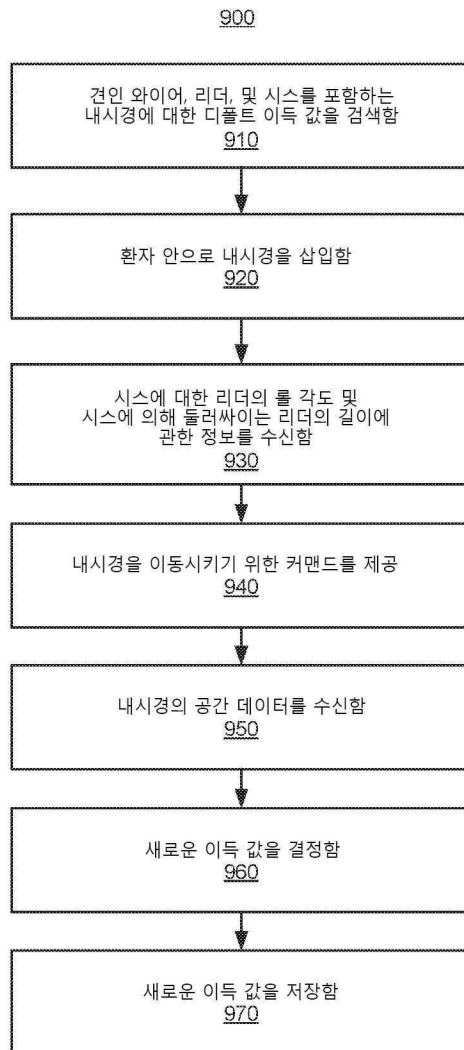 900
견인 와이어, 리더, 및 시스를 포함하는
내시경에 대한 디폴트 이득 값을 검색함
910
환자 안으로 내시경을 삽입함
920
시스에 대한 리더의 롤 각도 및
시스에 의해 둘러싸이는 리더의 길이에
관한 정보를 수신함
930
내시경을 이동시키기 위한 커맨드를 제공
940
내시경의 공간 데이터를 수신함
950
새로운 이득 값을 결정함
960
새로운 이득 값을 저장함
970